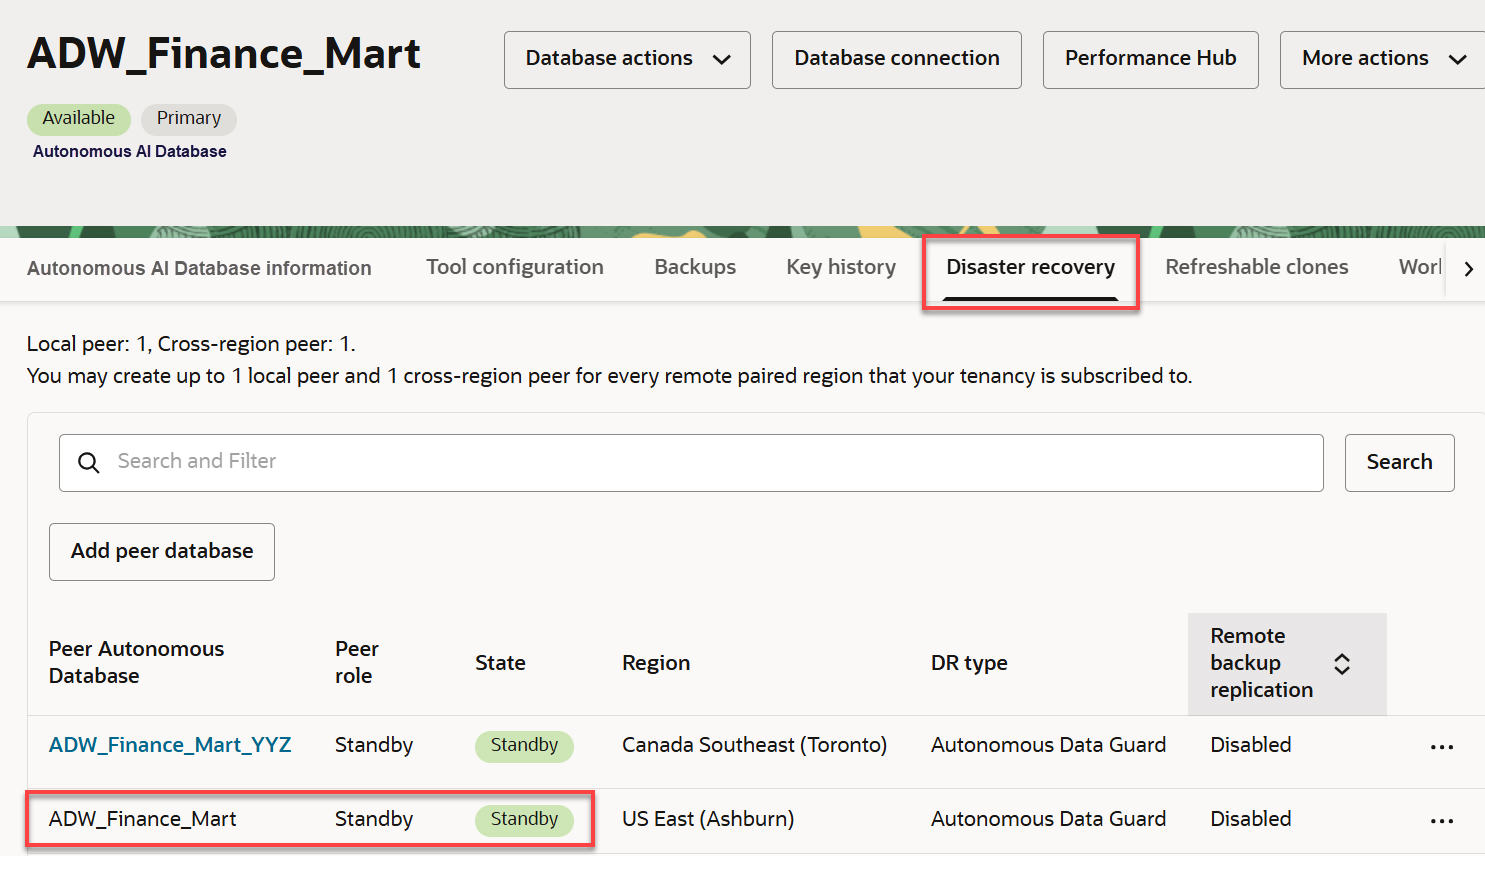 ADW_Finance_Mart
Database actions
Database connection
Performance Hub
More actions
Available
Primary
Autonomous AI Database
Autonomous AI Database information
Tool configuration
Backups
Key history
Disaster recovery
Refreshable clones
Worl
Local peer: 1, Cross-region peer: 1.
You may create up to 1 local peer and 1 cross-region peer for every remote paired region that your tenancy is subscribed to.
Search and Filter
Search
Add peer database
Peer Autonomous
Database
Peer
role
State
Region
DR type
Remote
backup
replication
ADW_Finance_Mart_YYZ
Standby
Standby
Canada Southeast (Toronto)
Autonomous Data Guard
Disabled
ADW_Finance_Mart
Standby
Standby
US East (Ashburn)
Autonomous Data Guard
Disabled